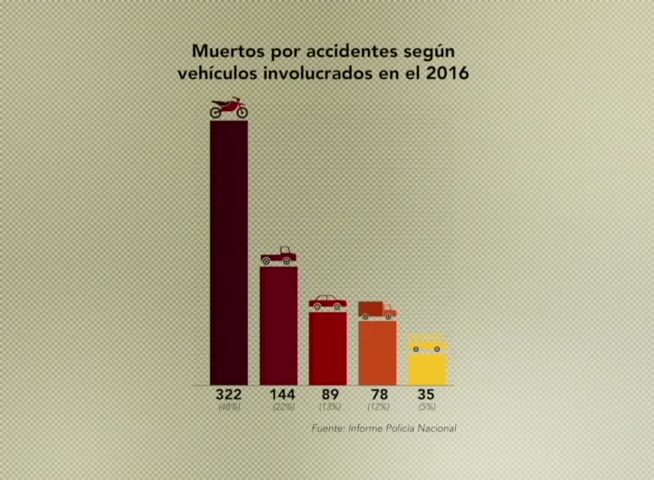 Muertos por accidentes según
vehículos involucrados en el 2016
322 144 89 78 35
(48%) (22%) (13%) (12%) (5%)
Fuente: Informe Policia Nacional